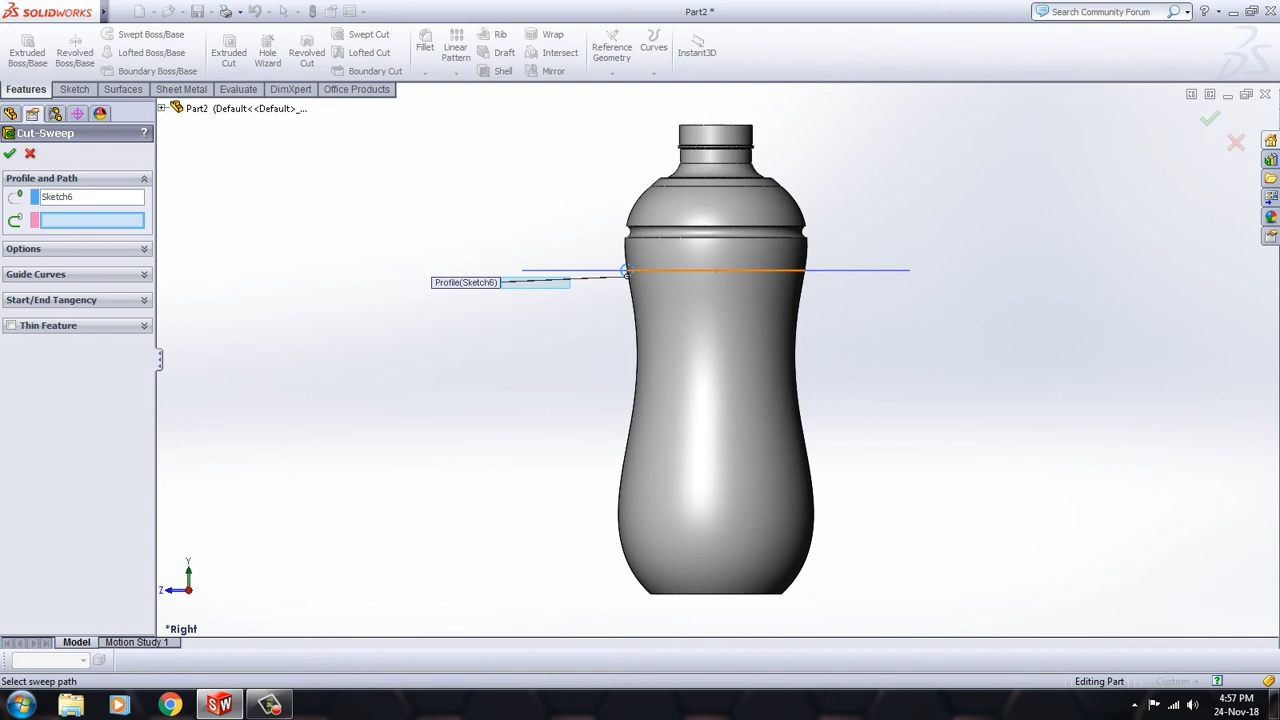 SOLIDWORKS
Part2 *
Search Community Forum
Extruded Boss/Base
Revolved Boss/Base
Swept Boss/Base
Lofted Boss/Base
Boundary Boss/Base
Extruded Cut
Hole Wizard
Revolved Cut
Swept Cut
Lofted Cut
Boundary Cut
Fillet
Linear Pattern
Rib
Draft
Shell
Wrap
Intersect
Mirror
Reference Geometry
Curves
Instant3D
Features
Sketch
Surfaces
Sheet Metal
Evaluate
DimXpert
Office Products
Part2 (Default<<Default>_...
Cut-Sweep
?
Profile and Path
Sketch6
Options
Guide Curves
Start/End Tangency
Thin Feature
Profile(Sketch6)
Y
Z
*Right
Model
Motion Study 1
Select sweep path
Editing Part
Custom
?
SW
4:57 PM
24-Nov-18